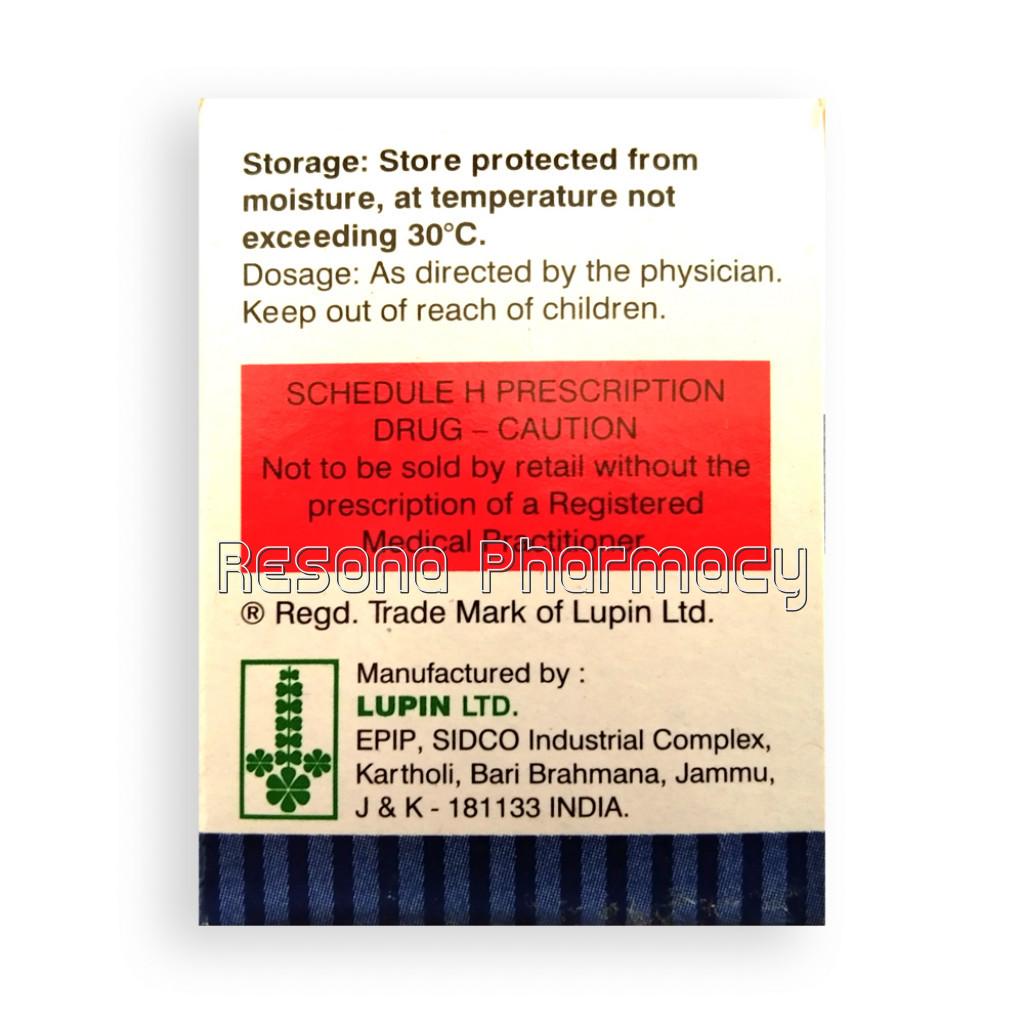 Storage: Store protected from
moisture, at temperature not
exceeding 30°C.
Dosage: As directed by the physician.
Keep out of reach of children.
SCHEDULE H PRESCRIPTION
DRUG – CAUTION
Not to be sold by retail without the
prescription of a Registered
Medical Practitioner
Resona Pharmacy
® Regd. Trade Mark of Lupin Ltd.
Manufactured by :
LUPIN LTD.
EPIP, SIDCO Industrial Complex,
Kartholi, Bari Brahmana, Jammu,
J & K - 181133 INDIA.